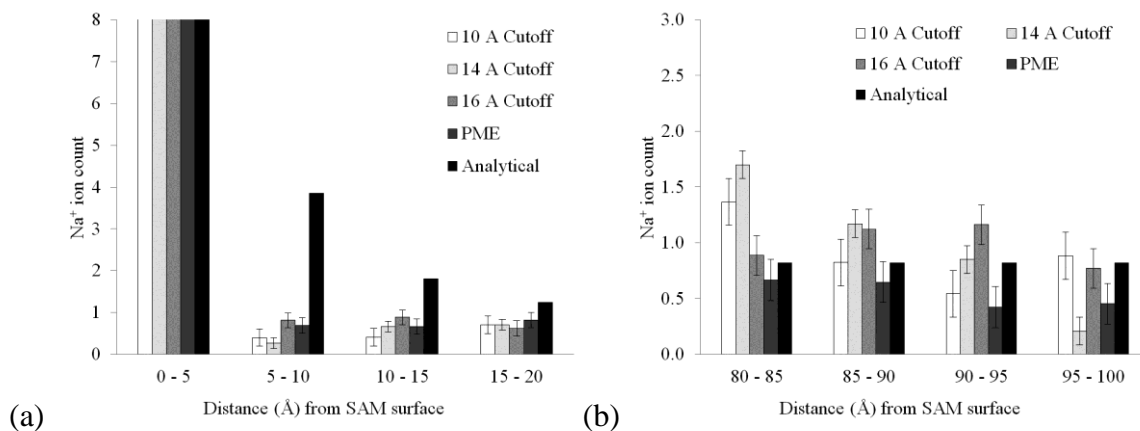 8
7
6
5
4
3
2
1
0
Na+ ion count
10 A Cutoff
14 A Cutoff
16 A Cutoff
PME
Analytical
0 - 5 5 - 10 10 - 15 15 - 20
Distance (Å) from SAM surface
(a)
3.0
2.5
2.0
1.5
1.0
0.5
0.0
Na+ ion count
10 A Cutoff 14 A Cutoff
16 A Cutoff PME
Analytical
80 - 85 85 - 90 90 - 95 95 - 100
Distance (Å) from SAM surface
(b)